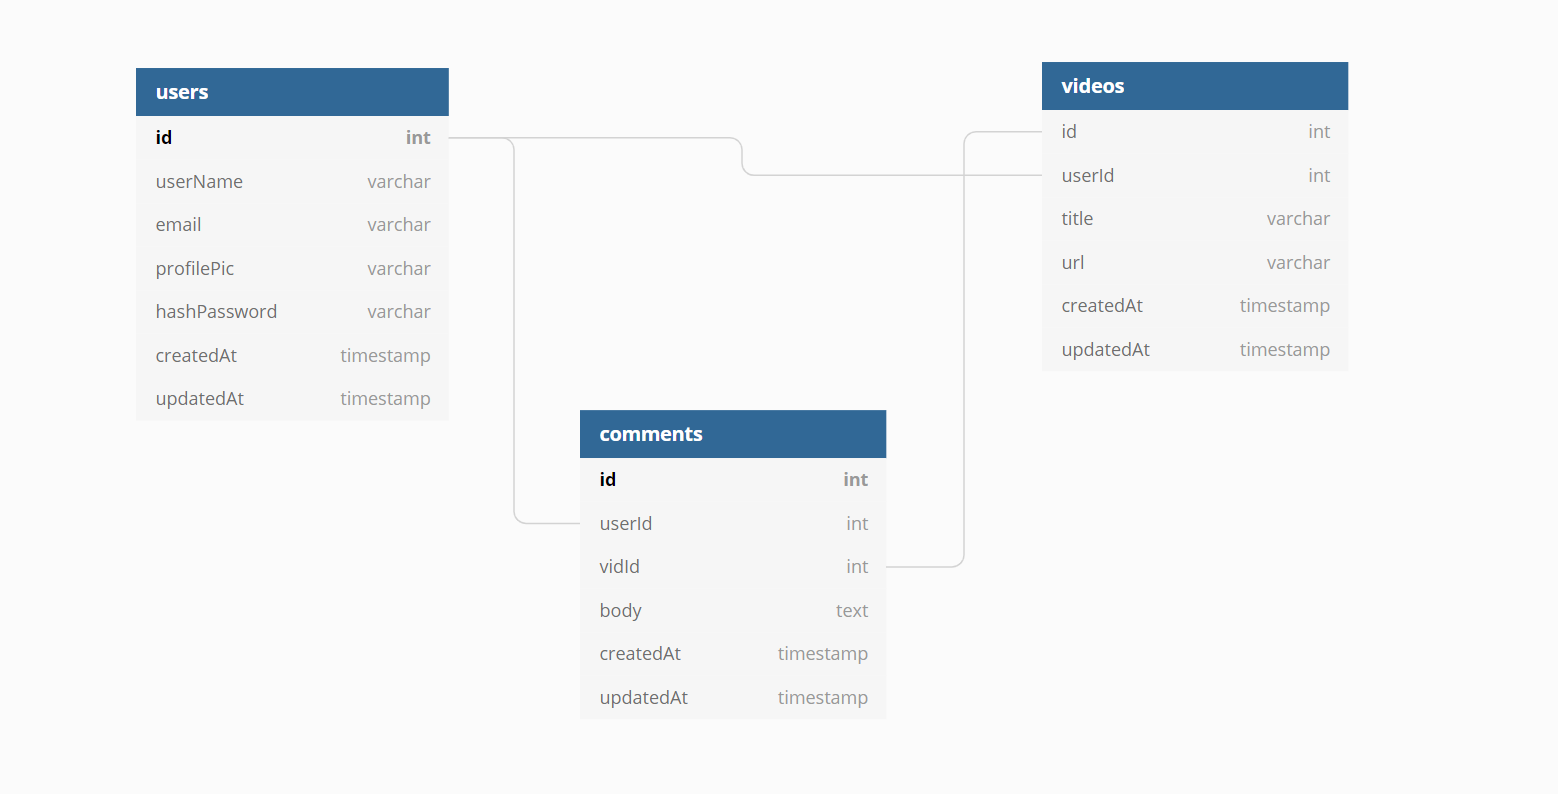 users
id int
userName varchar
email varchar
profilePic varchar
hashPassword varchar
createdAt timestamp
updatedAt timestamp
videos
id int
userId int
title varchar
url varchar
createdAt timestamp
updatedAt timestamp
comments
id int
userId int
vidId int
body text
createdAt timestamp
updatedAt timestamp